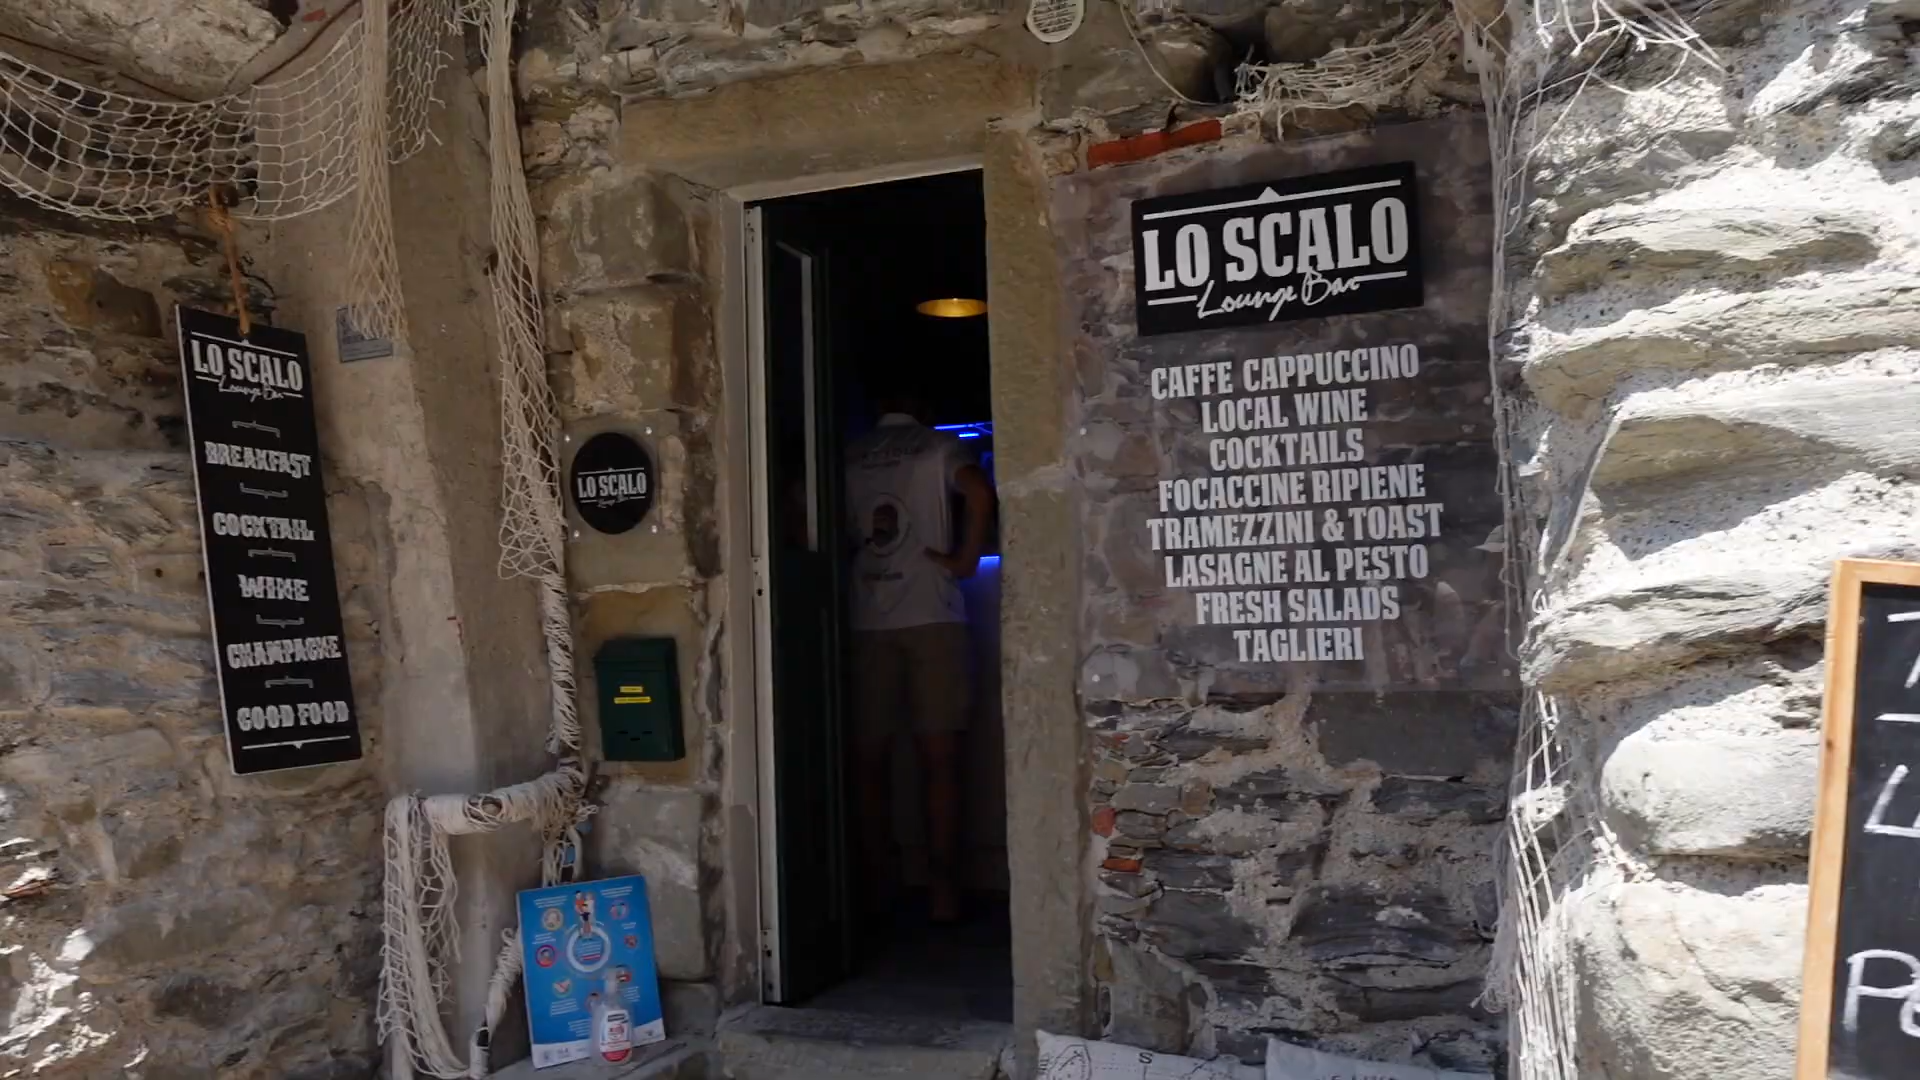 LO SCALO
Lounge Bar
BREAKFAST
COCKTAIL
WINE
CHAMPAGNE
GOOD FOOD
LO SCALO
Lounge Bar
LO SCALO
Lounge Bar
CAFFE CAPPUCCINO
LOCAL WINE
COCKTAILS
FOCACCINE RIPIENE
TRAMEZZINI & TOAST
LASAGNE AL PESTO
FRESH SALADS
TAGLIERI